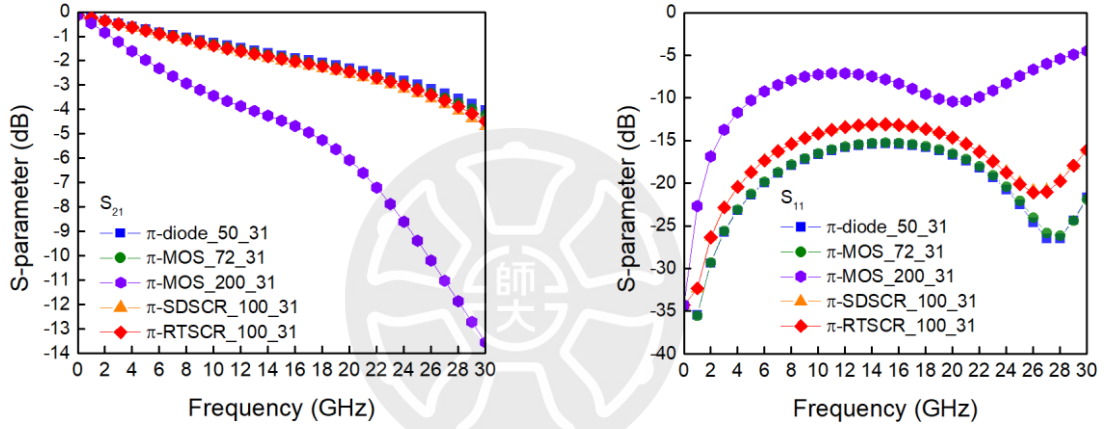 0
-1
-2
-3
-4
-5
-6
-7
-8
-9
-10
-11
-12
-13
-14
S-parameter (dB)
S21
π-diode_50_31
π-MOS_72_31
π-MOS_200_31
π-SDSCR_100_31
π-RTSCR_100_31
0 2 4 6 8 10 12 14 16 18 20 22 24 26 28 30
Frequency (GHz)
師大
0
-5
-10
-15
-20
-25
-30
-35
-40
S-parameter (dB)
S11
π-diode_50_31
π-MOS_72_31
π-MOS_200_31
π-SDSCR_100_31
π-RTSCR_100_31
0 2 4 6 8 10 12 14 16 18 20 22 24 26 28 30
Frequency (GHz)